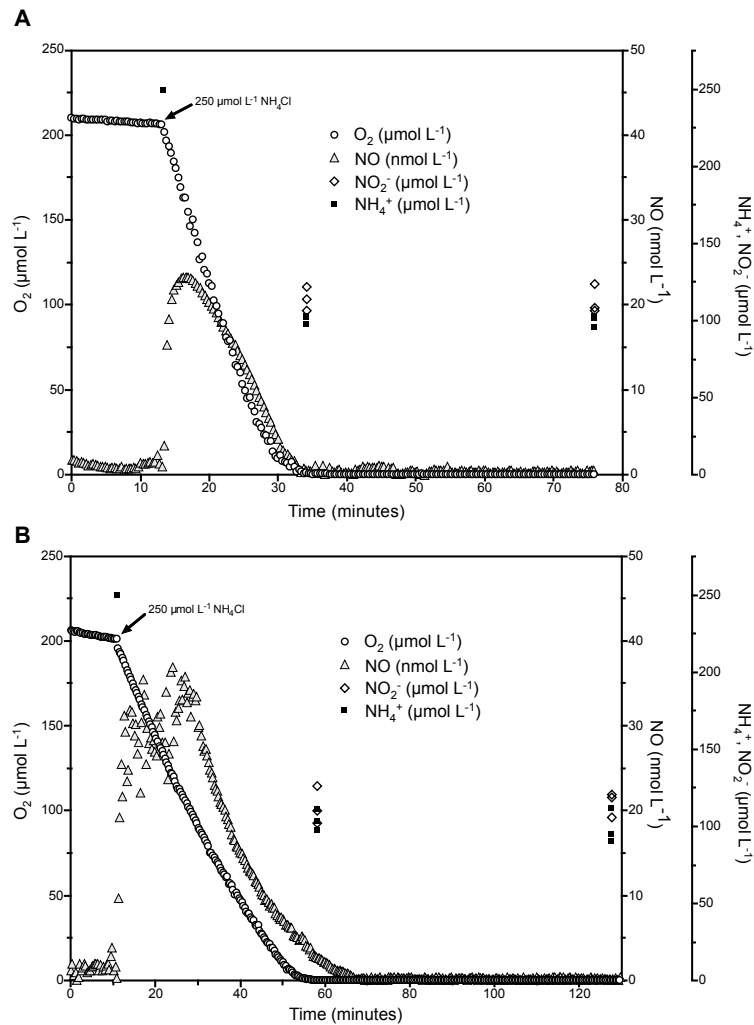 A
250
200
150
100
50
0
O₂ (µmol L⁻¹)
250 µmol L⁻¹ NH₄Cl
O₂ (µmol L⁻¹)
NO (nmol L⁻¹)
NO₂⁻ (µmol L⁻¹)
NH₄⁺ (µmol L⁻¹)
50
40
30
20
10
0
NO (nmol L⁻¹)
250
200
150
100
50
0
NH₄⁺, NO₂⁻ (µmol L⁻¹)
0 10 20 30 40 50 60 70 80
Time (minutes)
B
250
200
150
100
50
0
O₂ (µmol L⁻¹)
250 µmol L⁻¹ NH₄Cl
O₂ (µmol L⁻¹)
NO (nmol L⁻¹)
NO₂⁻ (µmol L⁻¹)
NH₄⁺ (µmol L⁻¹)
50
40
30
20
10
0
NO (nmol L⁻¹)
250
200
150
100
50
0
NH₄⁺, NO₂⁻ (µmol L⁻¹)
0 20 40 60 80 100 120
Time (minutes)